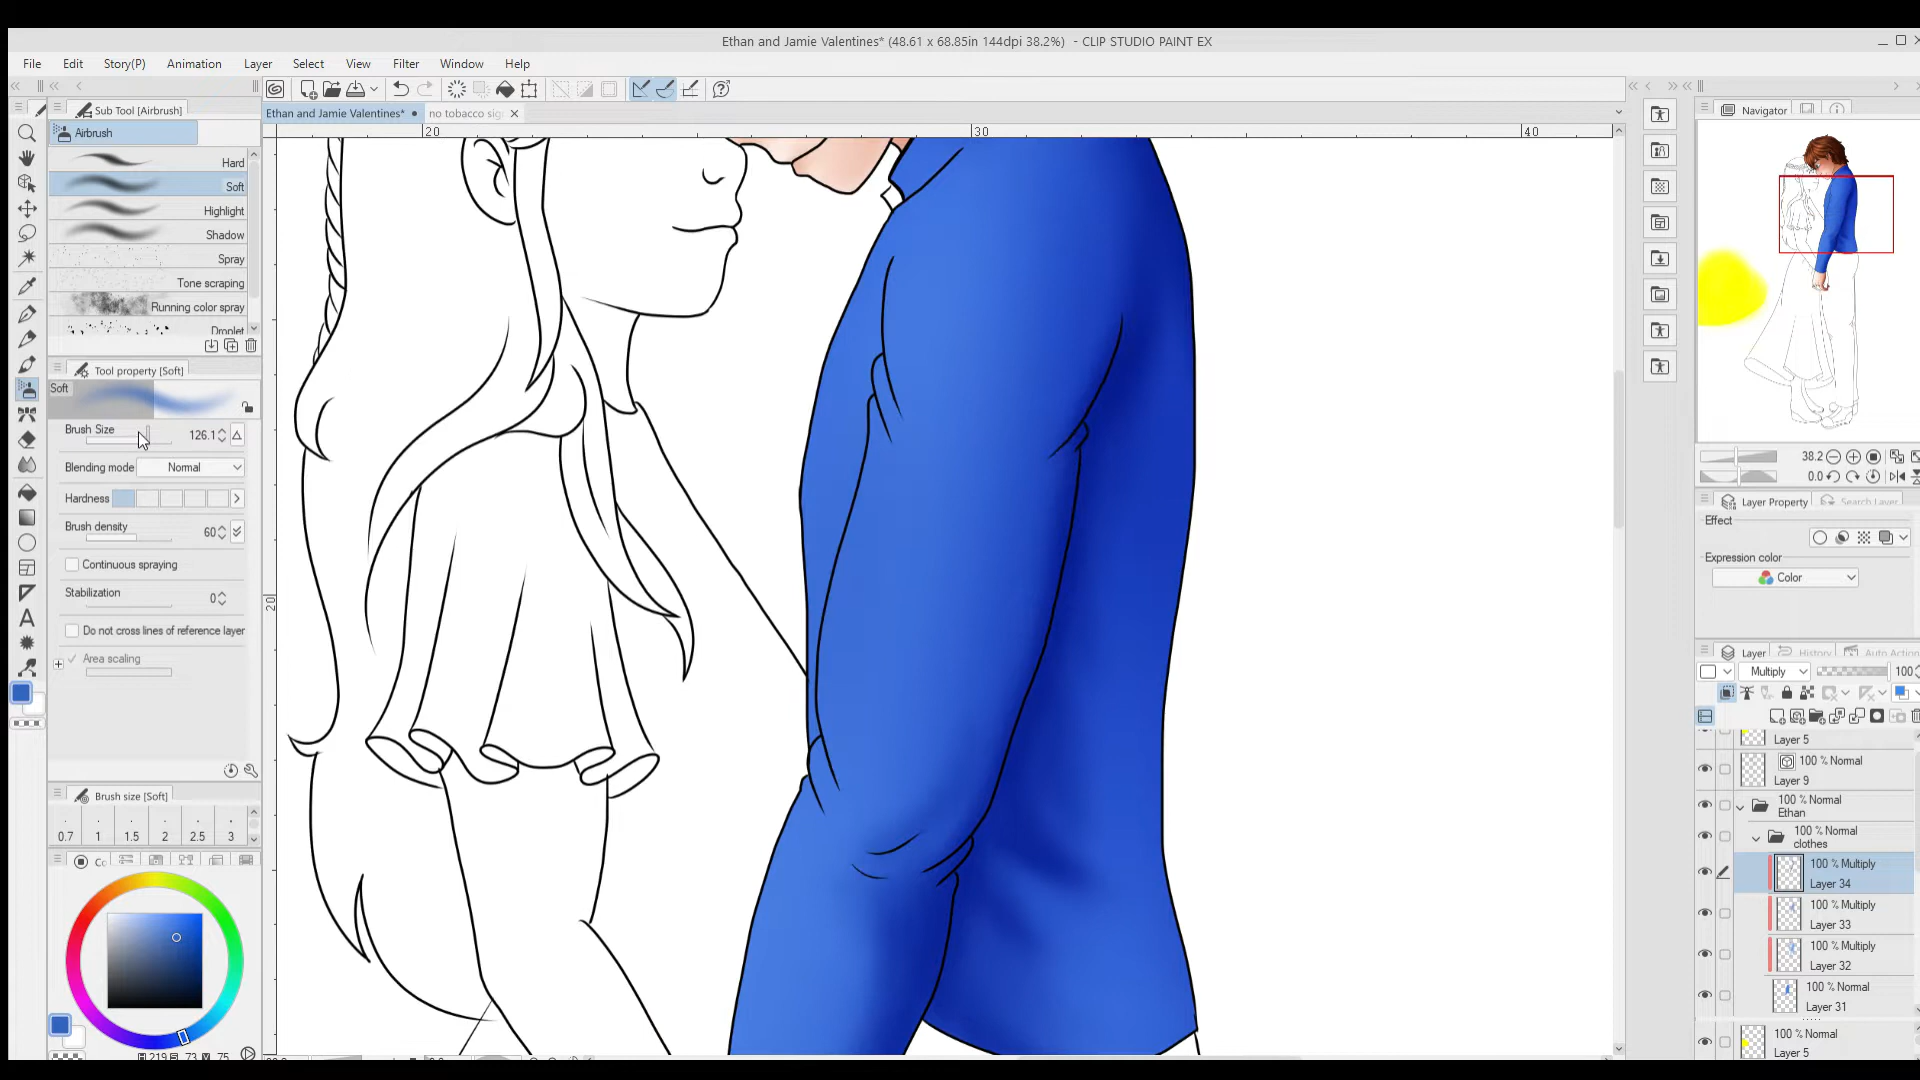 Ethan and Jamie Valentines* (48.61 x 68.85in 144dpi 38.2%) - CLIP STUDIO PAINT EX
File Edit Story(P) Animation Layer Select View Filter Window Help
Sub Tool [Airbrush]
Airbrush
Hard
Soft
Highlight
Shadow
Spray
Tone scraping
Running color spray
Droplet
Tool property [Soft]
Soft
Brush Size 126.1
Blending mode Normal
Hardness
Brush density 60
Continuous spraying
Stabilization 0
Do not cross lines of reference layer
Area scaling
Brush size [Soft]
0.7 1 1.5 2 2.5 3
Ethan and Jamie Valentines*
no tobacco sig
20 30 40
20
Navigator
38.2
0.0
Layer Property Search Layer
Effect
Expression color
Color
Layer History Auto Action
Multiply 100
Layer 5
100 % Normal
Layer 9
100 % Normal
Ethan
100 % Normal
clothes
100 % Multiply
Layer 34
100 % Multiply
Layer 33
100 % Multiply
Layer 32
100 % Normal
Layer 31
100 % Normal
Layer 5